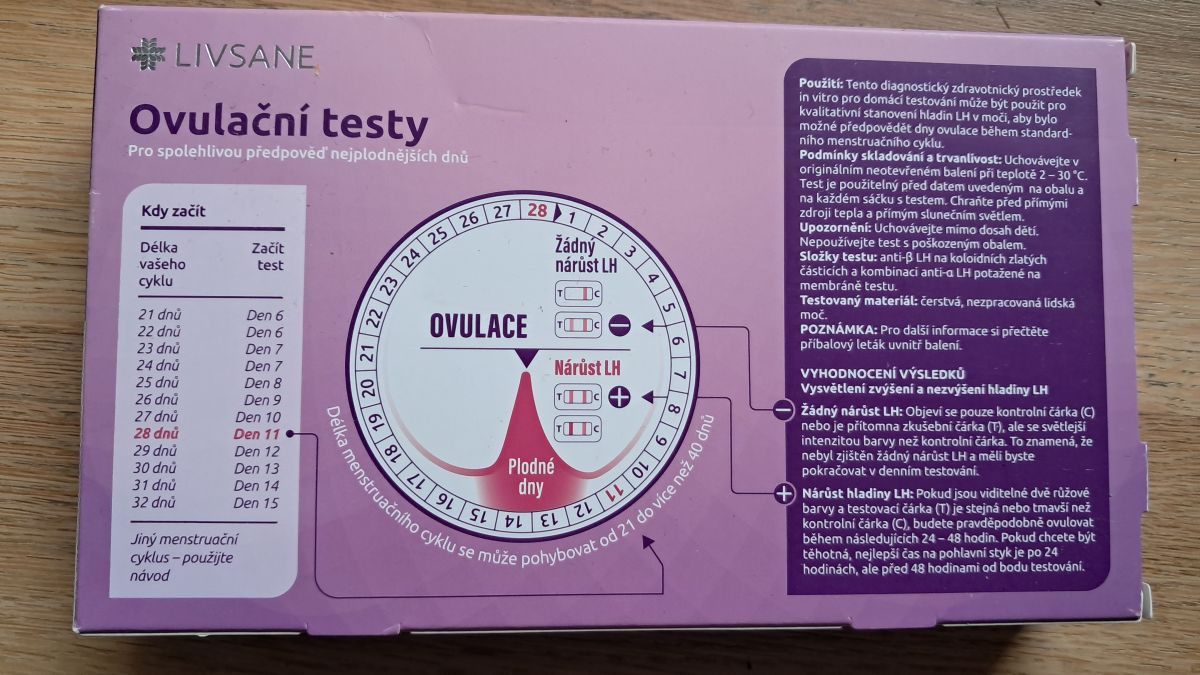 LIVSANE
Ovulační testy
Pro spolehlivou předpověď nejplodnějších dnů
Kdy začít
Délka vašeho cyklu Začít test
21 dnů Den 6
22 dnů Den 6
23 dnů Den 7
24 dnů Den 7
25 dnů Den 8
26 dnů Den 9
27 dnů Den 10
28 dnů Den 11
29 dnů Den 12
30 dnů Den 13
31 dnů Den 14
32 dnů Den 15
Jiný menstruační
cyklus – použijte
návod
28 1 2 3 4 5 6 7 8 9 10 11 12 13 14 15 16 17 18 19 20 21 22 23 24 25 26 27
Žádný
nárůst LH
T C
T C −
OVULACE
Nárůst LH
T C +
T C
Plodné
dny
Délka menstruačního cyklu se může pohybovat od 21 do více než 40 dnů
Použití: Tento diagnostický zdravotnický prostředek
in vitro pro domácí testování může být použit pro
kvalitativní stanovení hladin LH v moči, aby bylo
možné předpovědět dny ovulace během standard-
ního menstruačního cyklu.
Podmínky skladování a trvanlivost: Uchovávejte v
originálním neotevřeném balení při teplotě 2 – 30 °C.
Test je použitelný před datem uvedeným na obalu a
na každém sáčku s testem. Chraňte před přímými
zdroji tepla a přímým slunečním světlem.
Upozornění: Uchovávejte mimo dosah dětí.
Nepoužívejte test s poškozeným obalem.
Složky testu: anti-β LH na koloidních zlatých
částicích a kombinaci anti-α LH potažené na
membráně testu.
Testovaný materiál: čerstvá, nezpracovaná lidská
moč.
POZNÁMKA: Pro další informace si přečtěte
příbalový leták uvnitř balení.
VYHODNOCENÍ VÝSLEDKŮ
Vysvětlení zvýšení a nezvýšení hladiny LH
− Žádný nárůst LH: Objeví se pouze kontrolní čárka (C)
nebo je přítomna zkušební čárka (T), ale se světlejší
intenzitou barvy než kontrolní čárka. To znamená, že
nebyl zjištěn žádný nárůst LH a měli byste
pokračovat v denním testování.
+ Nárůst hladiny LH: Pokud jsou viditelné dvě růžové
barvy a testovací čárka (T) je stejná nebo tmavší než
kontrolní čárka (C), budete pravděpodobně ovulovat
během následujících 24 – 48 hodin. Pokud chcete být
těhotná, nejlepší čas na pohlavní styk je po 24
hodinách, ale před 48 hodinami od bodu testování.